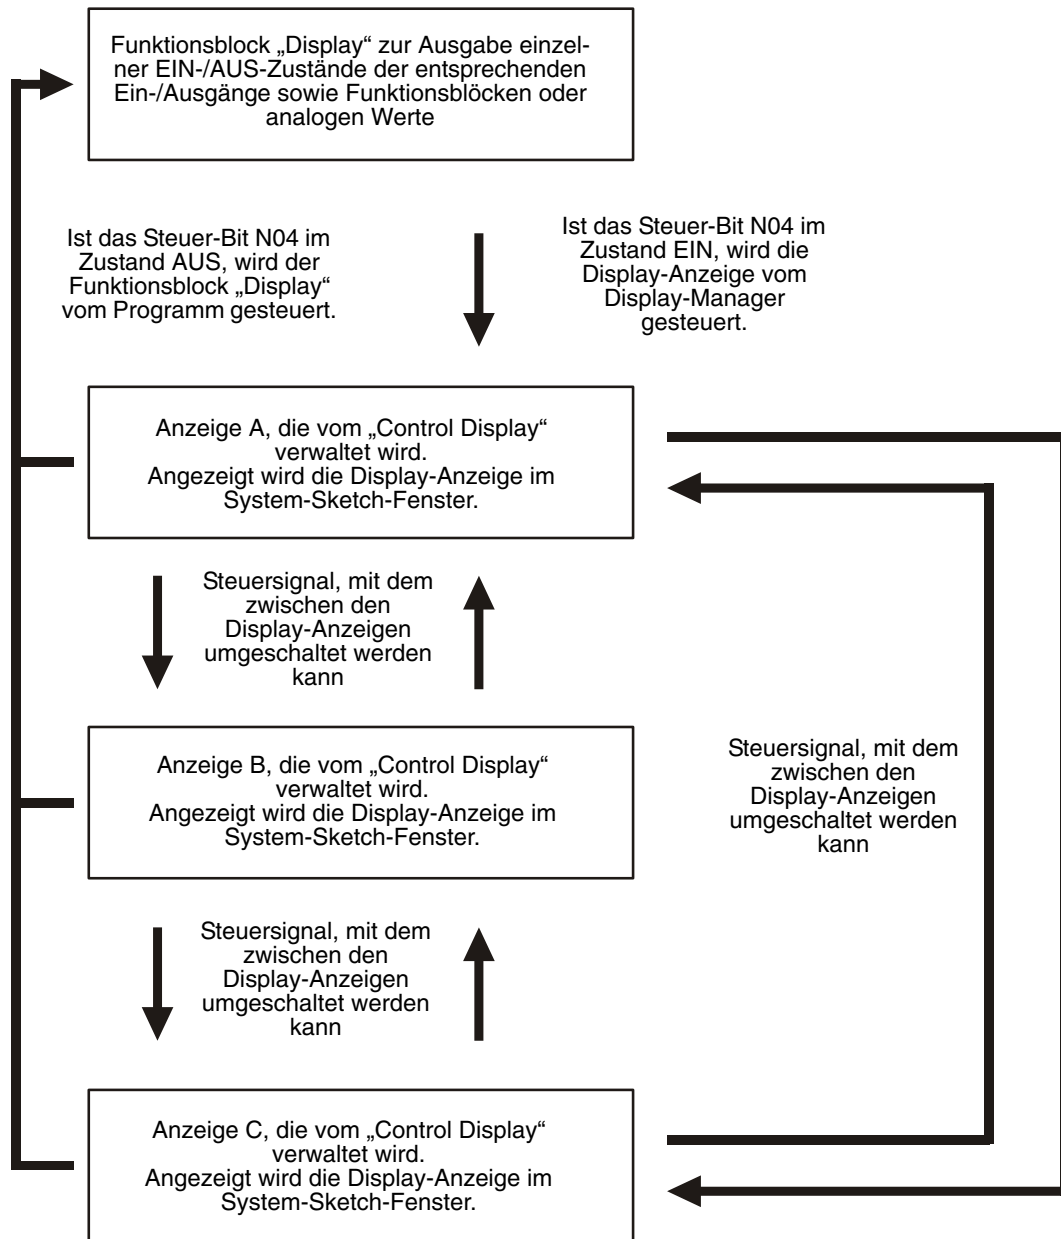 Funktionsblock „Display“ zur Ausgabe einzel-
ner EIN-/AUS-Zustände der entsprechenden
Ein-/Ausgänge sowie Funktionsblöcken oder
analogen Werte
Ist das Steuer-Bit N04 im
Zustand AUS, wird der
Funktionsblock „Display“
vom Programm gesteuert.
Ist das Steuer-Bit N04 im
Zustand EIN, wird die
Display-Anzeige vom
Display-Manager
gesteuert.
Anzeige A, die vom „Control Display“
verwaltet wird.
Angezeigt wird die Display-Anzeige im
System-Sketch-Fenster.
Steuersignal, mit dem
zwischen den
Display-Anzeigen
umgeschaltet werden
kann
Anzeige B, die vom „Control Display“
verwaltet wird.
Angezeigt wird die Display-Anzeige im
System-Sketch-Fenster.
Steuersignal, mit dem
zwischen den
Display-Anzeigen
umgeschaltet werden
kann
Steuersignal, mit dem
zwischen den
Display-Anzeigen
umgeschaltet werden
kann
Anzeige C, die vom „Control Display“
verwaltet wird.
Angezeigt wird die Display-Anzeige im
System-Sketch-Fenster.